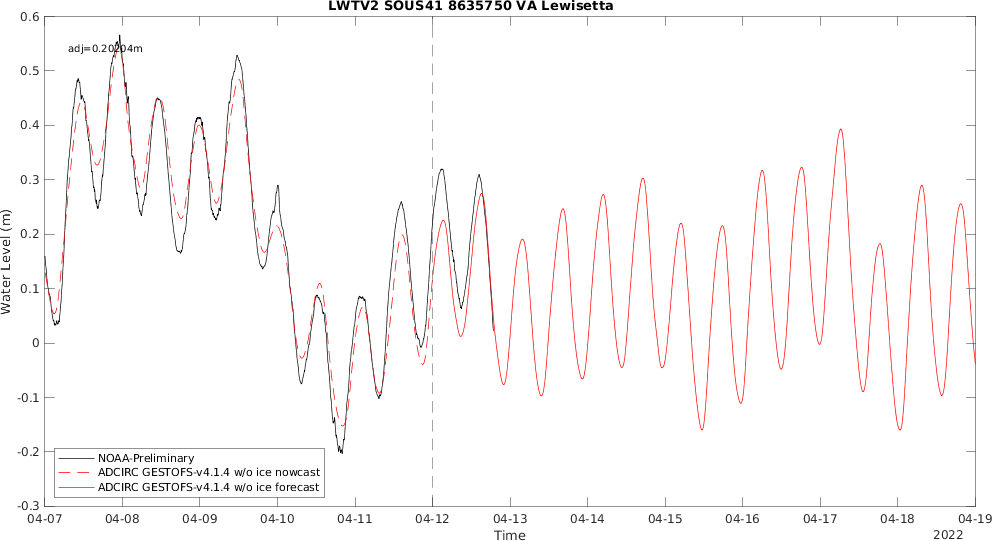 LWTV2 SOUS41 8635750 VA Lewisetta
adj=0.20204m
Water Level (m)
0.6
0.5
0.4
0.3
0.2
0.1
0
-0.1
-0.2
-0.3
NOAA-Preliminary
ADCIRC GESTOFS-v4.1.4 w/o ice nowcast
ADCIRC GESTOFS-v4.1.4 w/o ice forecast
04-07 04-08 04-09 04-10 04-11 04-12 04-13 04-14 04-15 04-16 04-17 04-18 04-19
Time
2022